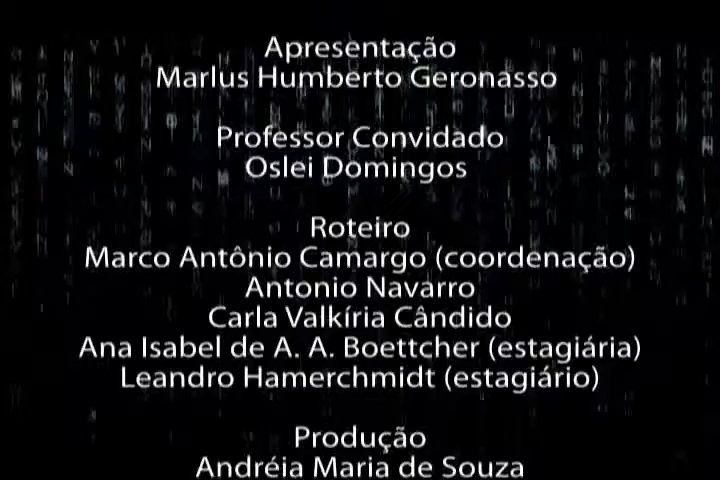 Apresentação
Marlus Humberto Geronasso
Professor Convidado
Oslei Domingos
Roteiro
Marco Antônio Camargo (coordenação)
Antonio Navarro
Carla Valkíria Cândido
Ana Isabel de A. A. Boettcher (estagiária)
Leandro Hamerchmidt (estagiário)
Produção
Andréia Maria de Souza